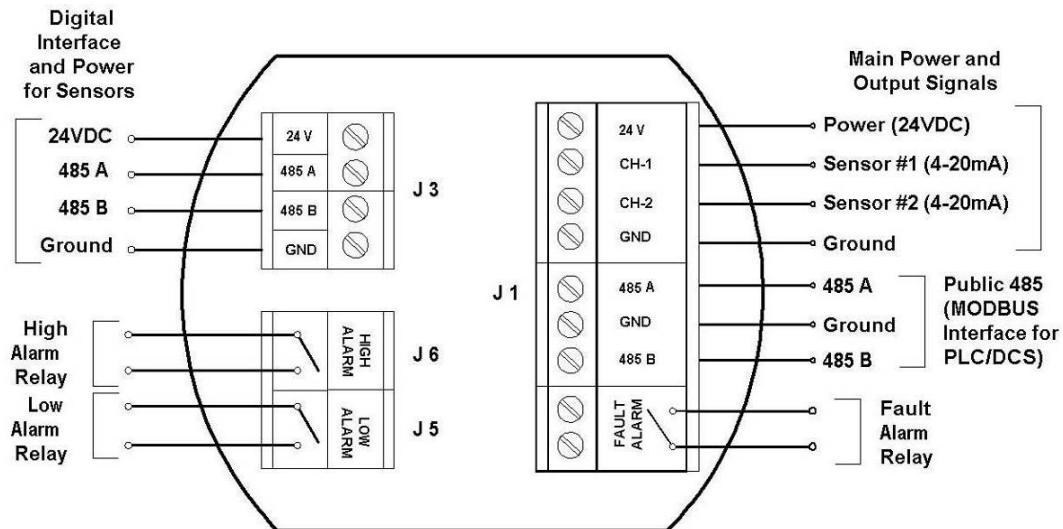 Digital
Interface
and Power
for Sensors
24VDC
485 A
485 B
Ground
24 V
485 A
485 B
GND
J 3
High
Alarm
Relay
HIGH
ALARM
J 6
Low
Alarm
Relay
LOW
ALARM
J 5
Main Power and
Output Signals
J 1
24 V
CH-1
CH-2
GND
485 A
GND
485 B
FAULT
ALARM
Power (24VDC)
Sensor #1 (4-20mA)
Sensor #2 (4-20mA)
Ground
485 A
Ground
485 B
Public 485
(MODBUS
Interface for
PLC/DCS)
Fault
Alarm
Relay